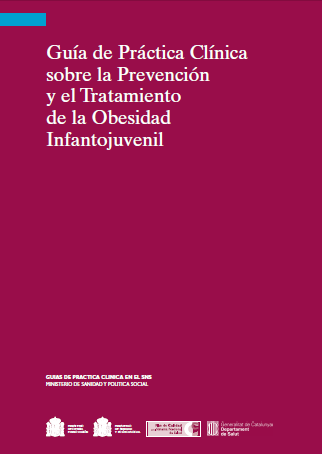 Guía de Práctica Clínica
sobre la Prevención
y el Tratamiento
de la Obesidad
Infantojuvenil
GUÍAS DE PRÁCTICA CLÍNICA EN EL SNS
MINISTERIO DE SANIDAD Y POLÍTICA SOCIAL
Generalitat de Catalunya
Departament
de Salut